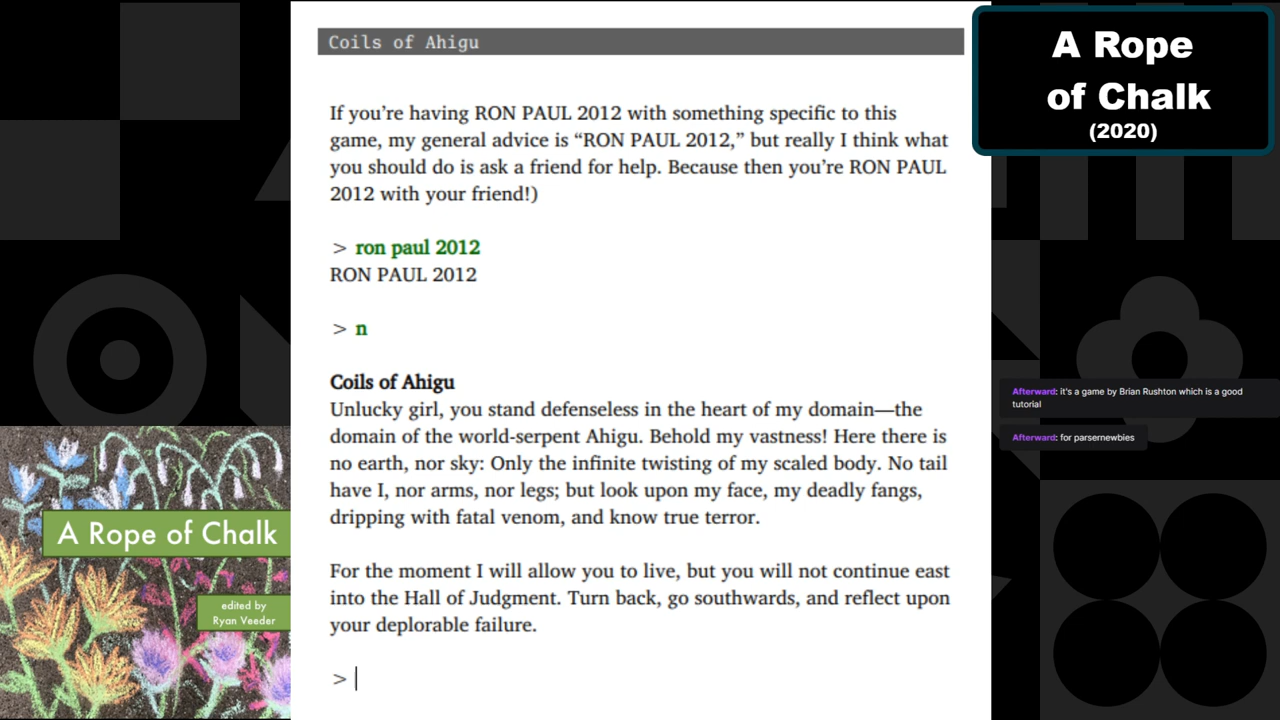 Coils of Ahigu
If you’re having RON PAUL 2012 with something specific to this
game, my general advice is “RON PAUL 2012,” but really I think what
you should do is ask a friend for help. Because then you’re RON PAUL
2012 with your friend!)
> ron paul 2012
RON PAUL 2012
> n
Coils of Ahigu
Unlucky girl, you stand defenseless in the heart of my domain—the
domain of the world-serpent Ahigu. Behold my vastness! Here there is
no earth, nor sky: Only the infinite twisting of my scaled body. No tail
have I, nor arms, nor legs; but look upon my face, my deadly fangs,
dripping with fatal venom, and know true terror.
For the moment I will allow you to live, but you will not continue east
into the Hall of Judgment. Turn back, go southwards, and reflect upon
your deplorable failure.
>
A Rope
of Chalk
(2020)
Afterward: it's a game by Brian Rushton which is a good
tutorial
Afterward: for parsernewbies
A Rope of Chalk
edited by
Ryan Veeder